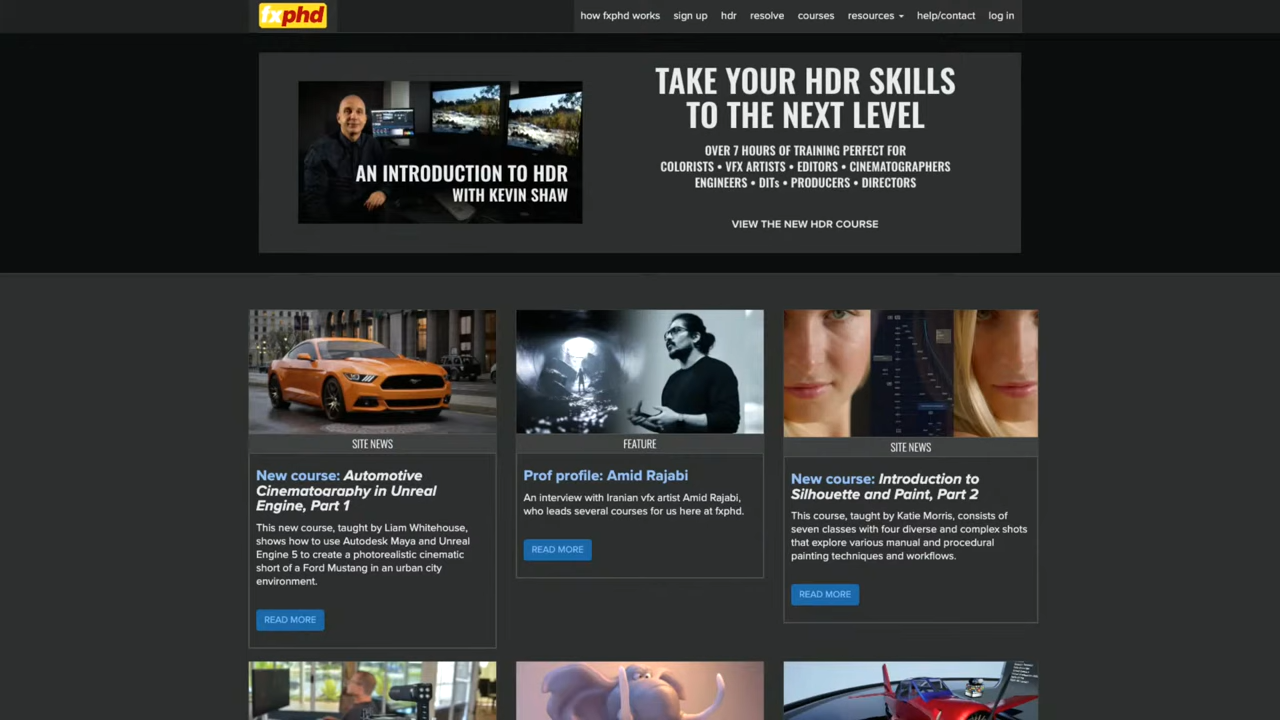 fxphd
how fxphd works
sign up
hdr
resolve
courses
resources
help/contact
log in
AN INTRODUCTION TO HDR
WITH KEVIN SHAW
TAKE YOUR HDR SKILLS
TO THE NEXT LEVEL
OVER 7 HOURS OF TRAINING PERFECT FOR
COLORISTS • VFX ARTISTS • EDITORS • CINEMATOGRAPHERS
ENGINEERS • DITs • PRODUCERS • DIRECTORS
VIEW THE NEW HDR COURSE
SITE NEWS
New course: Automotive
Cinematography in Unreal
Engine, Part 1
This new course, taught by Liam Whitehouse,
shows how to use Autodesk Maya and Unreal
Engine 5 to create a photorealistic cinematic
short of a Ford Mustang in an urban city
environment.
READ MORE
FEATURE
Prof profile: Amid Rajabi
An interview with Iranian vfx artist Amid Rajabi,
who leads several courses for us here at fxphd.
READ MORE
SITE NEWS
New course: Introduction to
Silhouette and Paint, Part 2
This course, taught by Katie Morris, consists of
seven classes with four diverse and complex shots
that explore various manual and procedural
painting techniques and workflows.
READ MORE